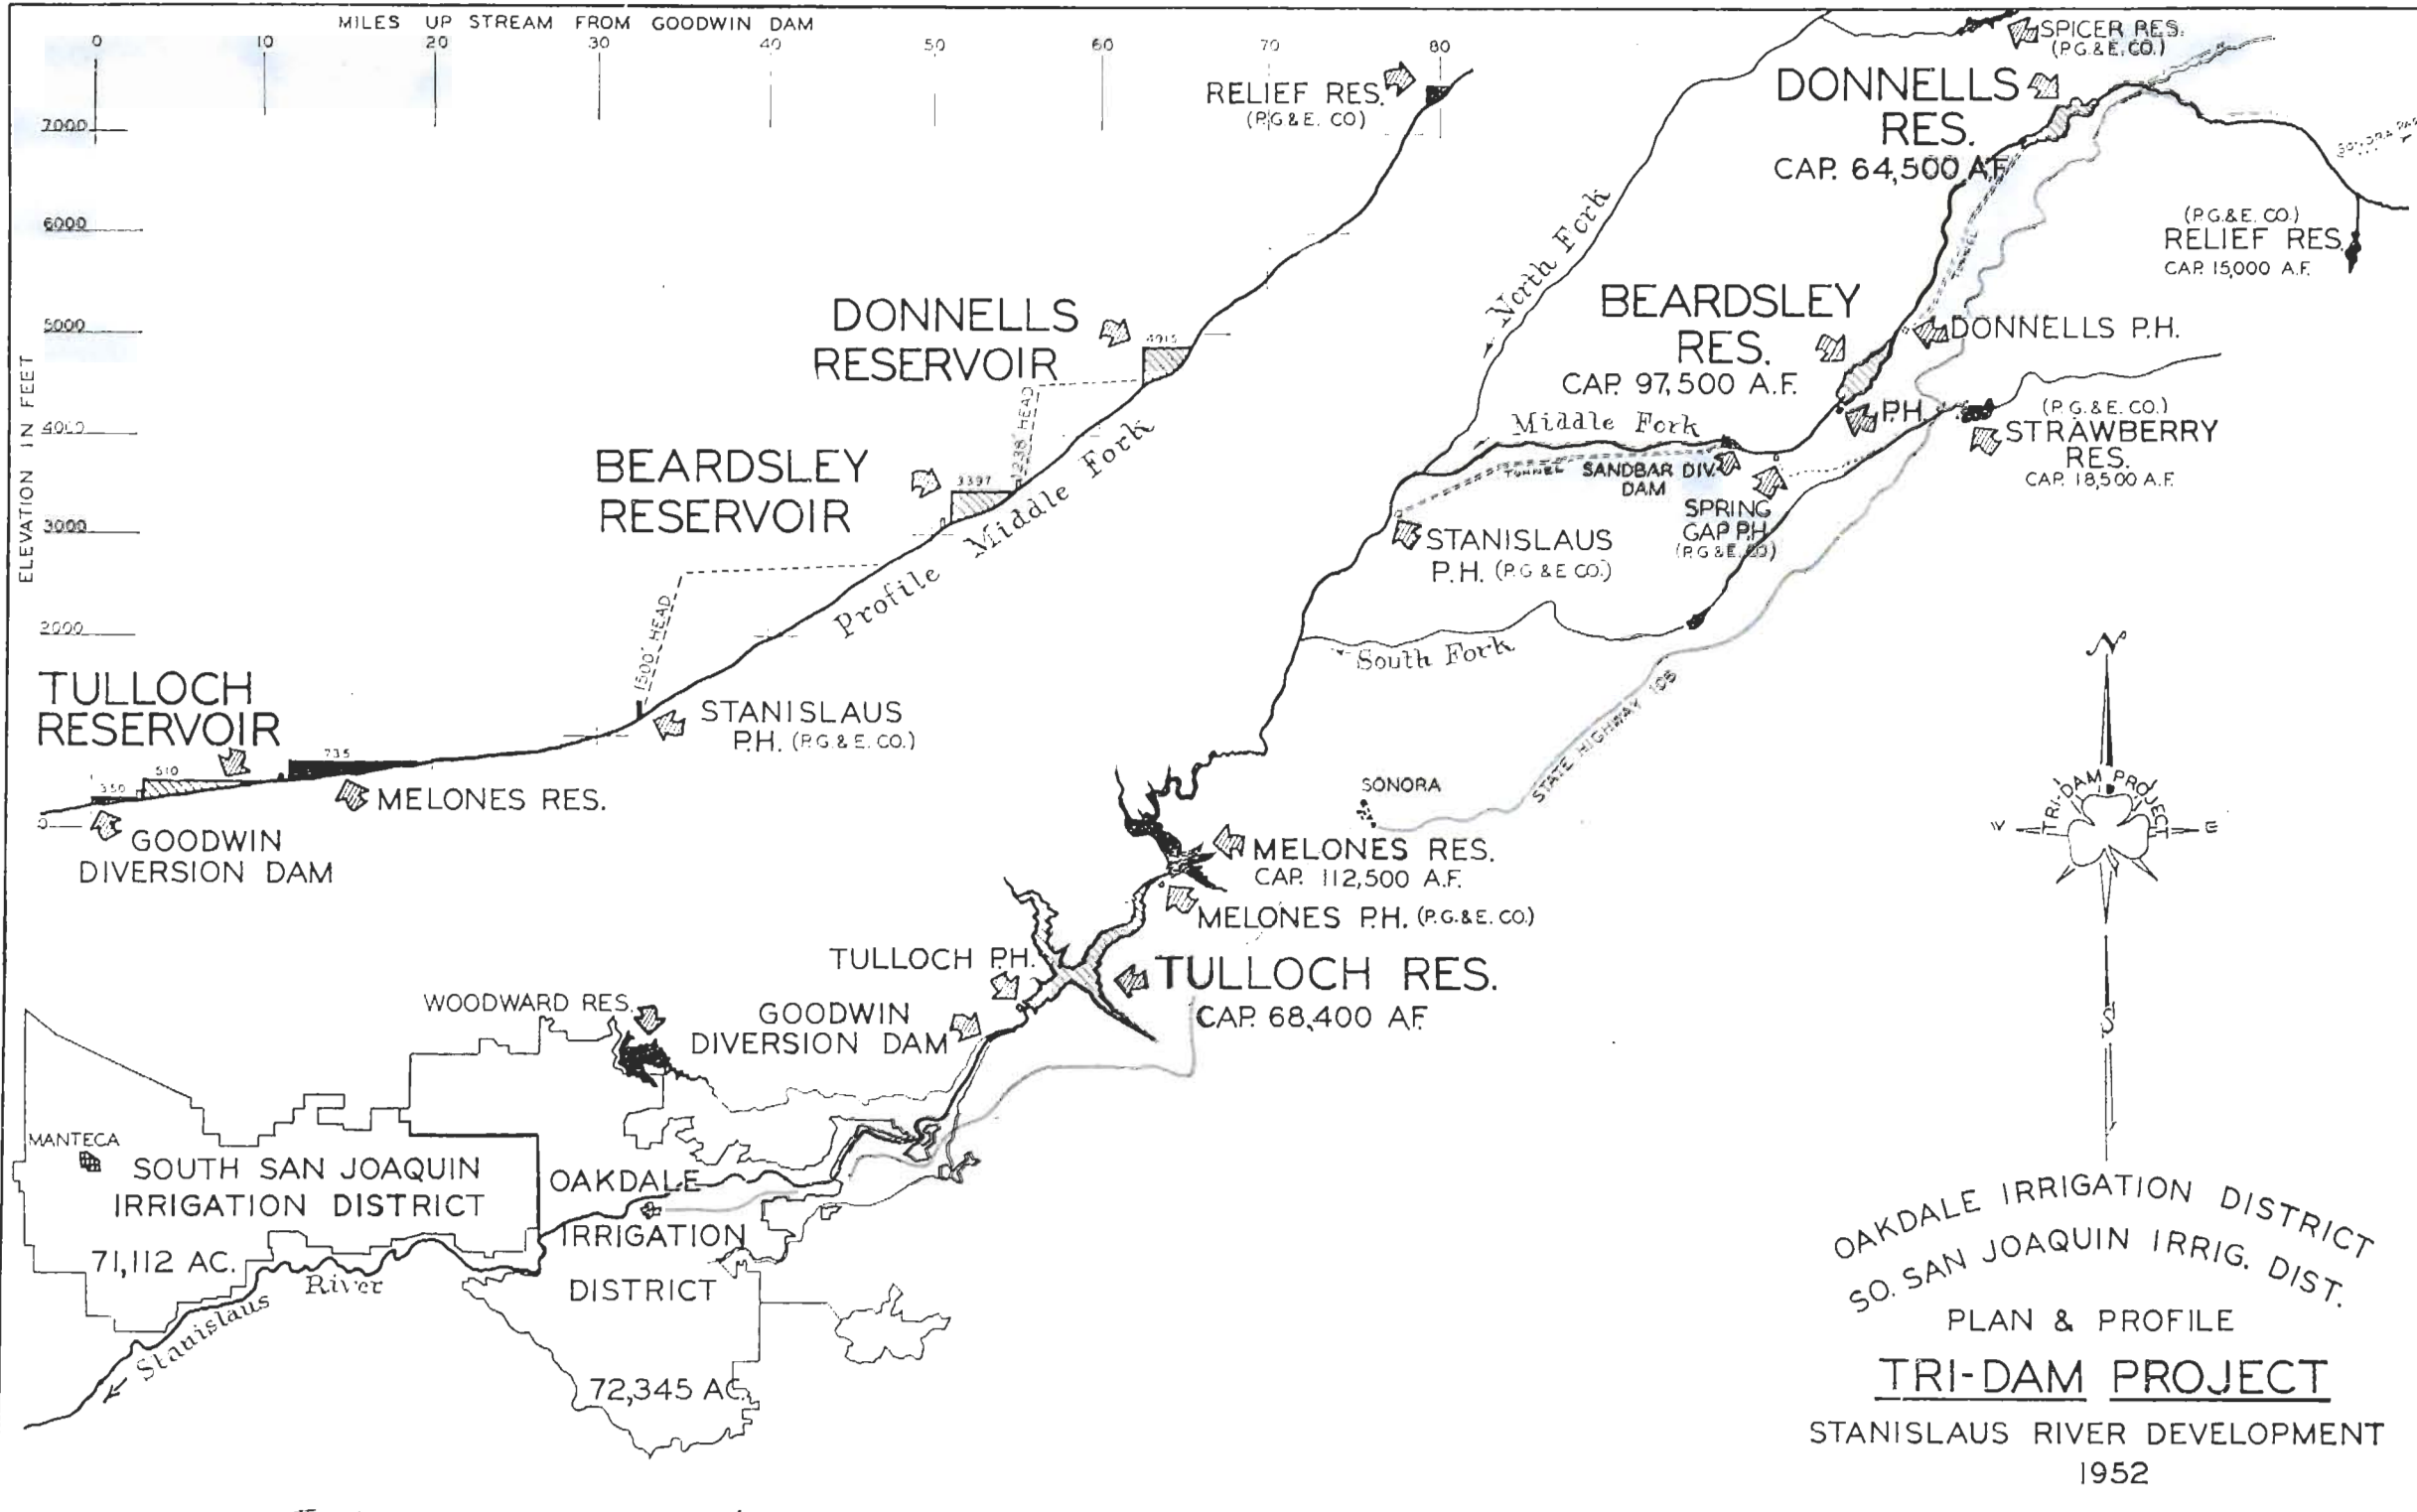 MILES UP STREAM FROM GOODWIN DAM
0 10 20 30 40 50 60 70 80
ELEVATION IN FEET
7000
6000
5000
4000
3000
2000
0
RELIEF RES.
(P.G.& E. CO)
DONNELLS
RESERVOIR
4915
1238' HEAD
BEARDSLEY
RESERVOIR
3397
Profile Middle Fork
1500' HEAD
STANISLAUS
P.H. (P.G.& E. CO.)
TULLOCH
RESERVOIR
350
510
735
MELONES RES.
GOODWIN
DIVERSION DAM
SPICER RES.
(P.G.& E. CO.)
DONNELLS
RES.
CAP. 64,500 A.F.
TUNNEL
(P.G.& E. CO.)
RELIEF RES.
CAP. 15,000 A.F.
North Fork
BEARDSLEY
RES.
CAP. 97,500 A.F.
DONNELLS P.H.
P.H.
(P.G.& E. CO.)
STRAWBERRY
RES.
CAP. 18,500 A.F.
Middle Fork
TUNNEL
SANDBAR DIV.
DAM
SPRING
GAP P.H.
(P.G & E. CO)
STANISLAUS
P.H. (P.G & E CO.)
South Fork
STATE HIGHWAY 108
SONORA
MELONES RES.
CAP. 112,500 A.F.
MELONES P.H. (P.G.& E. CO.)
TULLOCH P.H.
TULLOCH RES.
CAP. 68,400 A.F.
WOODWARD RES.
GOODWIN
DIVERSION DAM
MANTECA
SOUTH SAN JOAQUIN
IRRIGATION DISTRICT
71,112 AC.
Stanislaus River
OAKDALE
IRRIGATION
DISTRICT
72,345 AC.
N
TRI-DAM PROJECT
W E
S
OAKDALE IRRIGATION DISTRICT
SO. SAN JOAQUIN IRRIG. DIST.
PLAN & PROFILE
TRI-DAM PROJECT
STANISLAUS RIVER DEVELOPMENT
1952